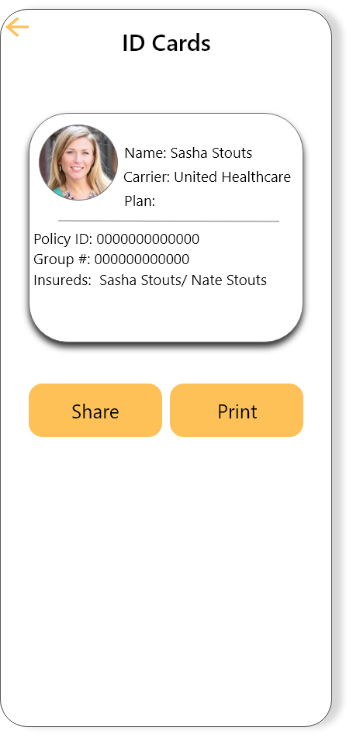 ID Cards
Name: Sasha Stouts
Carrier: United Healthcare
Plan:
Policy ID: 0000000000000
Group #: 000000000000
Insureds:  Sasha Stouts/ Nate Stouts
Share
Print